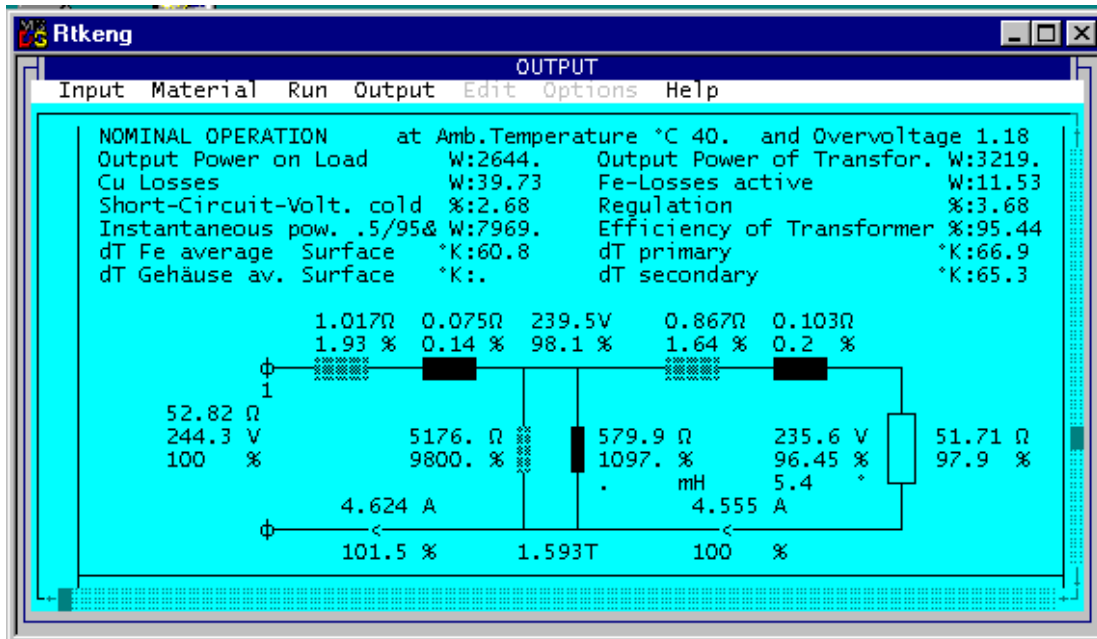 Rtkeng
OUTPUT
Input Material Run Output Edit Options Help
NOMINAL OPERATION at Amb.Temperature °C 40. and Overvoltage 1.18
Output Power on Load W:2644. Output Power of Transfor. W:3219.
Cu Losses W:39.73 Fe-Losses active W:11.53
Short-Circuit-Volt. cold %:2.68 Regulation %:3.68
Instantaneous pow. .5/95& W:7969. Efficiency of Transformer %:95.44
dT Fe average Surface °K:60.8 dT primary °K:66.9
dT Gehäuse av. Surface °K:. dT secondary °K:65.3
1.017Ω 0.075Ω 239.5V 0.867Ω 0.103Ω
1.93 % 0.14 % 98.1 % 1.64 % 0.2 %
1
52.82 Ω
244.3 V 5176. Ω 579.9 Ω 235.6 V 51.71 Ω
100 % 9800. % 1097. % 96.45 % 97.9 %
. mH 5.4 °
4.624 A 4.555 A
< <
101.5 % 1.593T 100 %